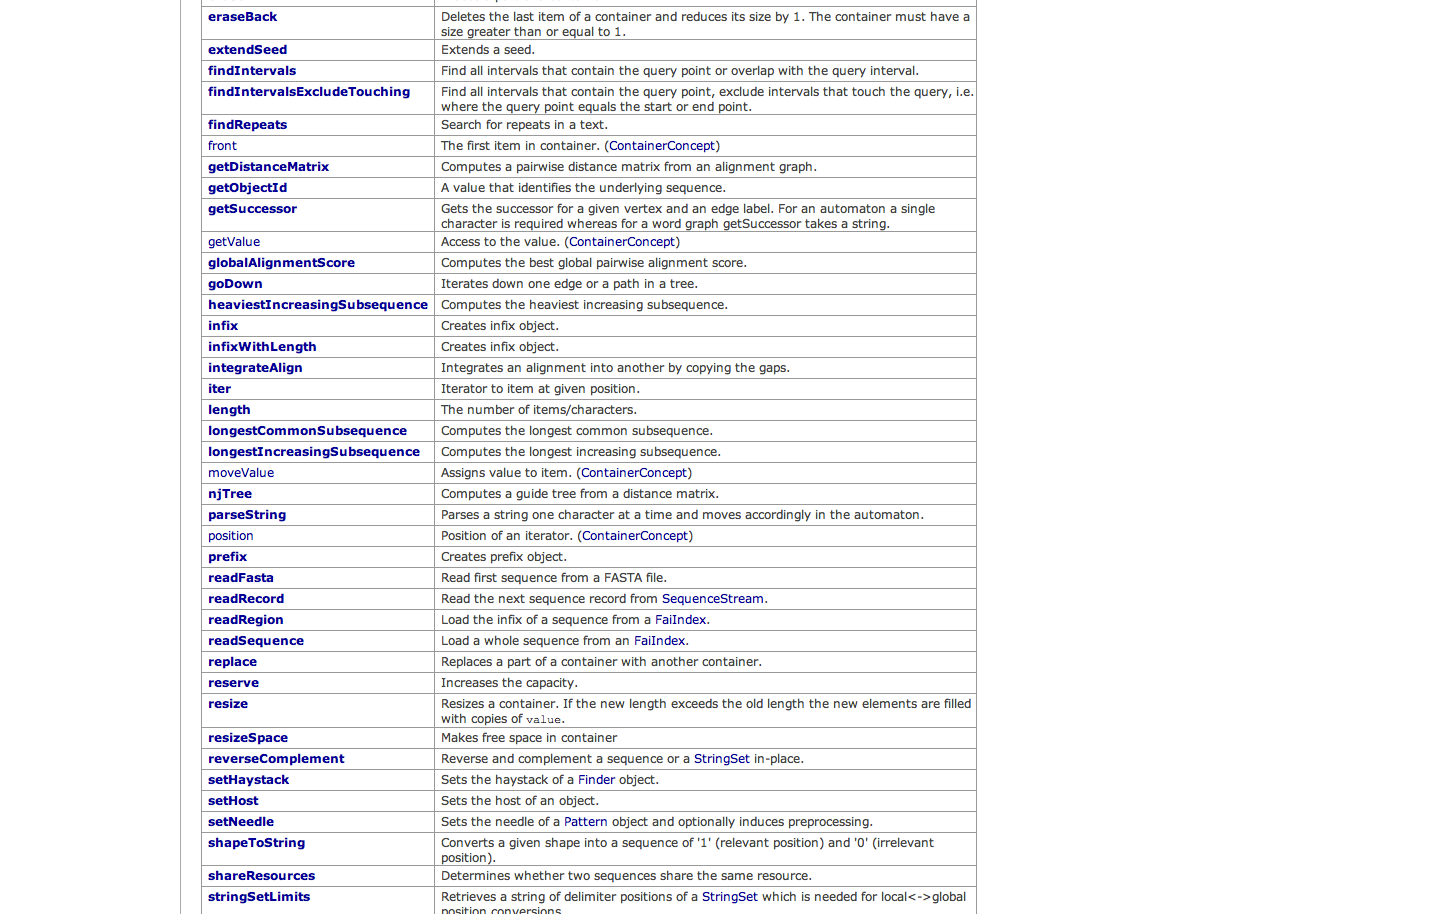 eraseBack Deletes the last item of a container and reduces its size by 1. The container must have a
size greater than or equal to 1.
extendSeed Extends a seed.
findIntervals Find all intervals that contain the query point or overlap with the query interval.
findIntervalsExcludeTouching Find all intervals that contain the query point, exclude intervals that touch the query, i.e.
where the query point equals the start or end point.
findRepeats Search for repeats in a text.
front The first item in container. (ContainerConcept)
getDistanceMatrix Computes a pairwise distance matrix from an alignment graph.
getObjectId A value that identifies the underlying sequence.
getSuccessor Gets the successor for a given vertex and an edge label. For an automaton a single
character is required whereas for a word graph getSuccessor takes a string.
getValue Access to the value. (ContainerConcept)
globalAlignmentScore Computes the best global pairwise alignment score.
goDown Iterates down one edge or a path in a tree.
heaviestIncreasingSubsequence Computes the heaviest increasing subsequence.
infix Creates infix object.
infixWithLength Creates infix object.
integrateAlign Integrates an alignment into another by copying the gaps.
iter Iterator to item at given position.
length The number of items/characters.
longestCommonSubsequence Computes the longest common subsequence.
longestIncreasingSubsequence Computes the longest increasing subsequence.
moveValue Assigns value to item. (ContainerConcept)
njTree Computes a guide tree from a distance matrix.
parseString Parses a string one character at a time and moves accordingly in the automaton.
position Position of an iterator. (ContainerConcept)
prefix Creates prefix object.
readFasta Read first sequence from a FASTA file.
readRecord Read the next sequence record from SequenceStream.
readRegion Load the infix of a sequence from a FaiIndex.
readSequence Load a whole sequence from an FaiIndex.
replace Replaces a part of a container with another container.
reserve Increases the capacity.
resize Resizes a container. If the new length exceeds the old length the new elements are filled
with copies of value.
resizeSpace Makes free space in container
reverseComplement Reverse and complement a sequence or a StringSet in-place.
setHaystack Sets the haystack of a Finder object.
setHost Sets the host of an object.
setNeedle Sets the needle of a Pattern object and optionally induces preprocessing.
shapeToString Converts a given shape into a sequence of '1' (relevant position) and '0' (irrelevant
position).
shareResources Determines whether two sequences share the same resource.
stringSetLimits Retrieves a string of delimiter positions of a StringSet which is needed for local<->global
position conversions.